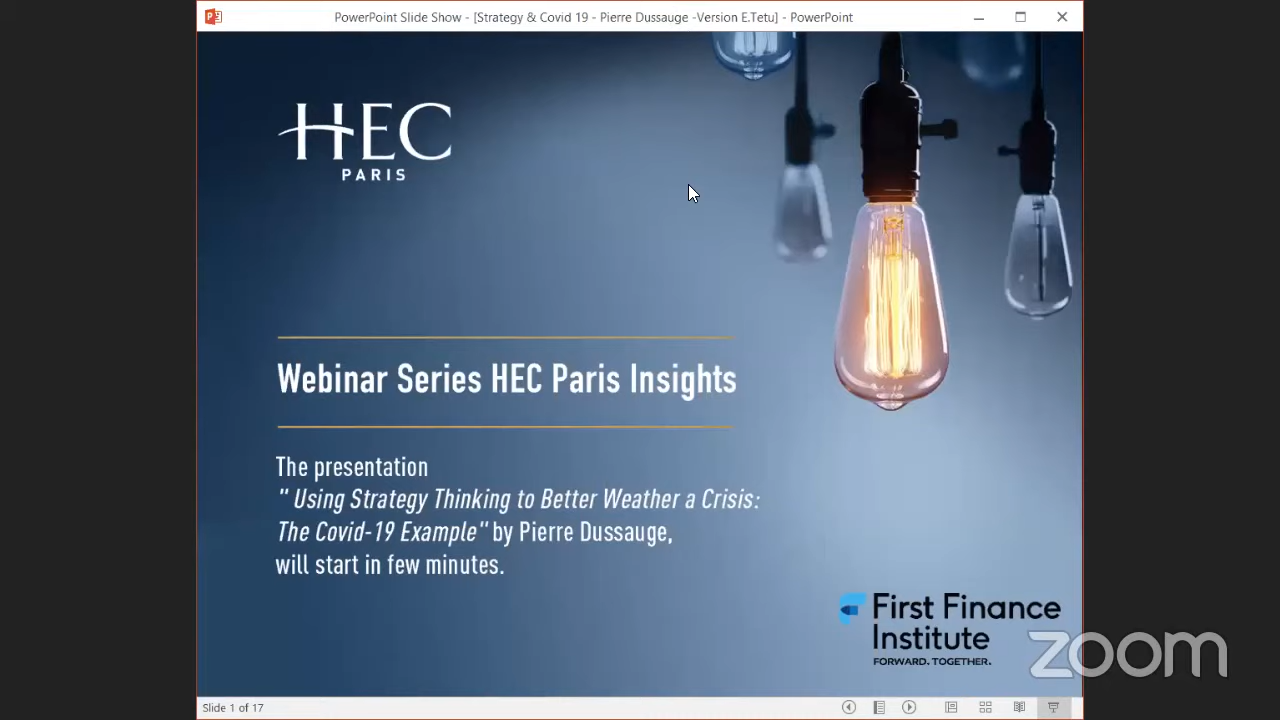 PowerPoint Slide Show - [Strategy & Covid 19 - Pierre Dussauge -Version E.Tetu] - PowerPoint
HEC
PARIS
Webinar Series HEC Paris Insights
The presentation
" Using Strategy Thinking to Better Weather a Crisis:
The Covid-19 Example" by Pierre Dussauge,
will start in few minutes.
First Finance
Institute
FORWARD. TOGETHER.
zoom
Slide 1 of 17